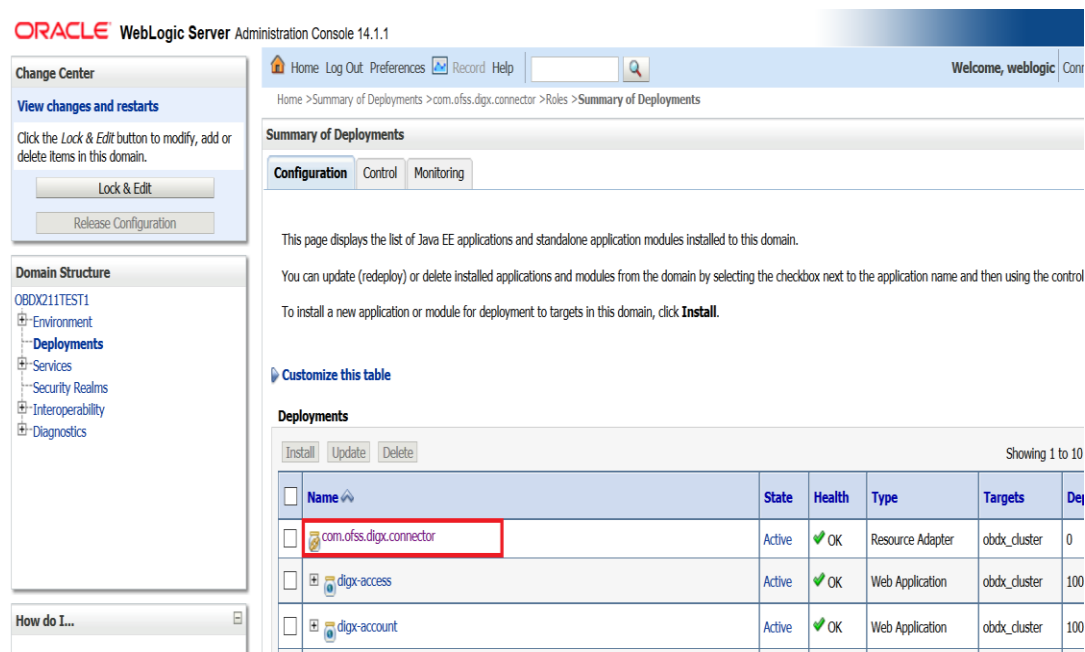 ORACLE WebLogic Server Administration Console 14.1.1
Change Center
View changes and restarts
Click the Lock & Edit button to modify, add or
delete items in this domain.
Lock & Edit
Release Configuration
Domain Structure
OBDX211TEST1
Environment
Deployments
Services
Security Realms
Interoperability
Diagnostics
How do I...
Home Log Out Preferences Record Help
Welcome, weblogic
Home >Summary of Deployments >com.ofss.digx.connector >Roles >Summary of Deployments
Summary of Deployments
Configuration Control Monitoring
This page displays the list of Java EE applications and standalone application modules installed to this domain.
You can update (redeploy) or delete installed applications and modules from the domain by selecting the checkbox next to the application name and then using the control
To install a new application or module for deployment to targets in this domain, click Install.
Customize this table
Deployments
Install Update Delete
Showing 1 to 10
Name State Health Type Targets
com.ofss.digx.connector Active OK Resource Adapter obdx_cluster 0
digx-access Active OK Web Application obdx_cluster 100
digx-account Active OK Web Application obdx_cluster 100